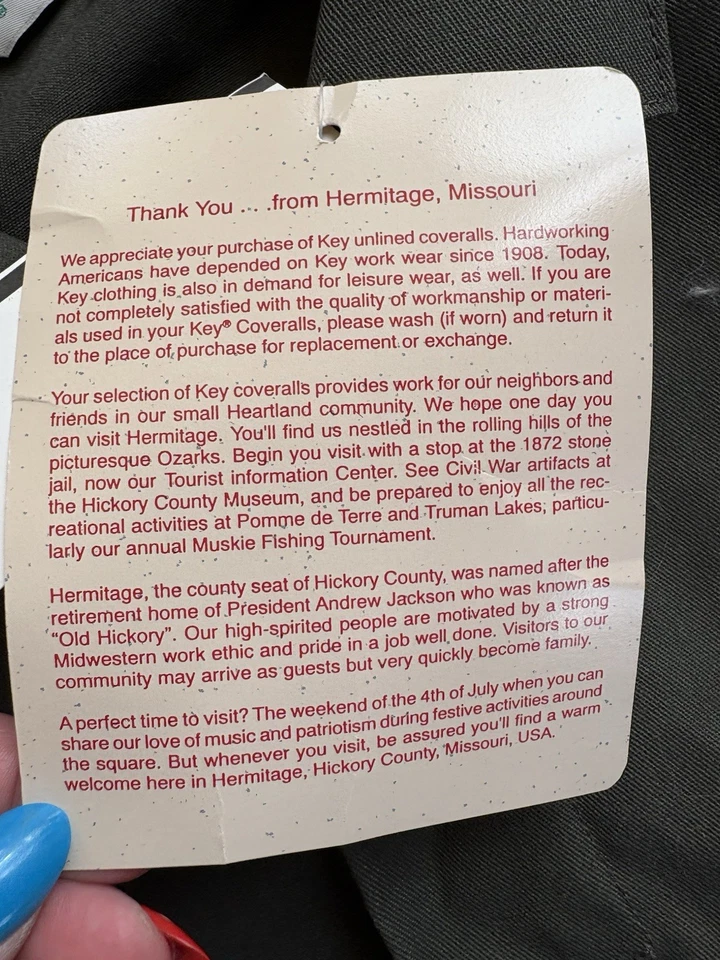 Thank You ... .from Hermitage, Missouri
We appreciate your purchase of Key unlined coveralls. Hardworking
Americans have depended on Key work wear since 1908. Today,
Key clothing is also in demand for leisure wear, as well. If you are
not completely satisfied with the quality of workmanship or materi-
als used in your Key® Coveralls, please wash (if worn) and return it
to the place of purchase for replacement or exchange.
Your selection of Key coveralls provides work for our neighbors and
friends in our small Heartland community. We hope one day you
can visit Hermitage. You'll find us nestled in the rolling hills of the
picturesque Ozarks. Begin you visit with a stop at the 1872 stone
jail, now our Tourist information Center. See Civil War artifacts at
the Hickory County Museum, and be prepared to enjoy all the rec-
reational activities at Pomme de Terre and Truman Lakes; particu-
larly our annual Muskie Fishing Tournament.
Hermitage, the county seat of Hickory County, was named after the
retirement home of President Andrew Jackson who was known as
“Old Hickory”. Our high-spirited people are motivated by a strong
Midwestern work ethic and pride in a job well done. Visitors to our
community may arrive as guests but very quickly become family.
A perfect time to visit? The weekend of the 4th of July when you can
share our love of music and patriotism during festive activities around
the square. But whenever you visit, be assured you'll find a warm
welcome here in Hermitage, Hickory County, Missouri, USA.